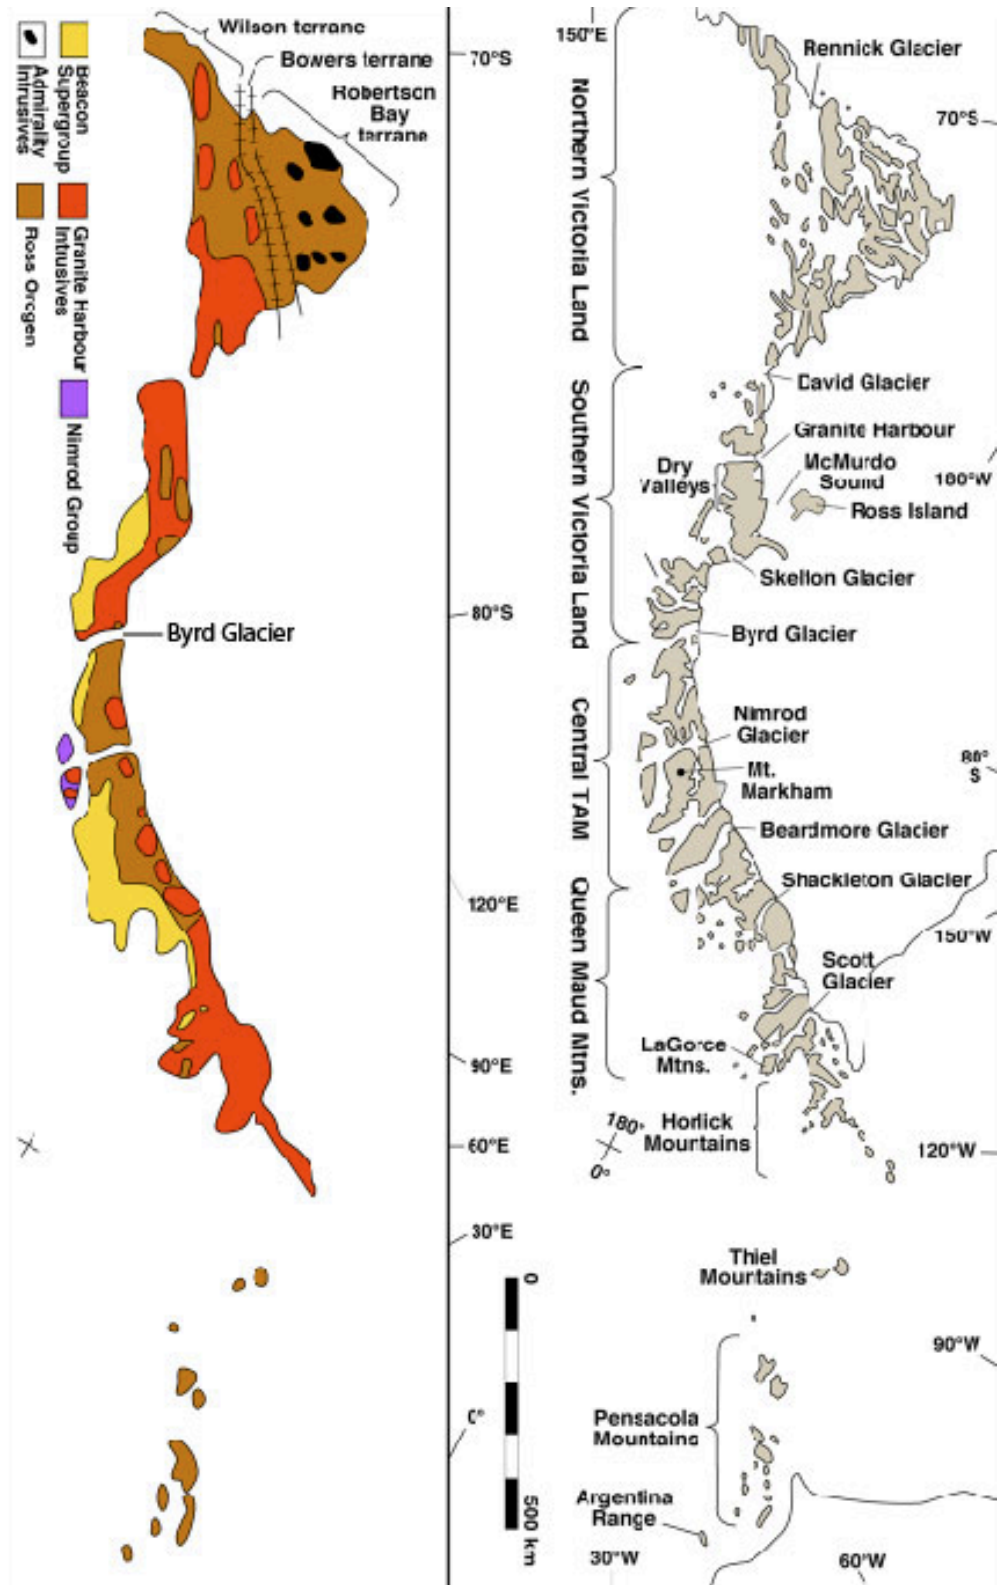 Wilson terrane
Bowers terrane
Robertson
Bay
terrane
Beacon
Supergroup
Admirality
Intrusives
Granite Harbour
Intrusives
Ross Orogen
Nimrod Group
Byrd Glacier
70°S
80°S
120°E
90°E
60°E
30°E
0°
0
500 km
150°E
Rennick Glacier
70°S
Northern Victoria Land
David Glacier
Granite Harbour
Dry
Valleys
McMurdo
Sound
180°W
Ross Island
Southern Victoria Land
Skelton Glacier
Byrd Glacier
Nimrod
Glacier
80°
S
Mt.
Markham
Central TAM
Beardmore Glacier
Shackleton Glacier
150°W
Queen Maud Mtns.
Scott
Glacier
LaGorce
Mtns.
180°
0°
Horlick
Mountains
120°W
Thiel
Mountains
90°W
Pensacola
Mountains
Argentina
Range
30°W
60°W